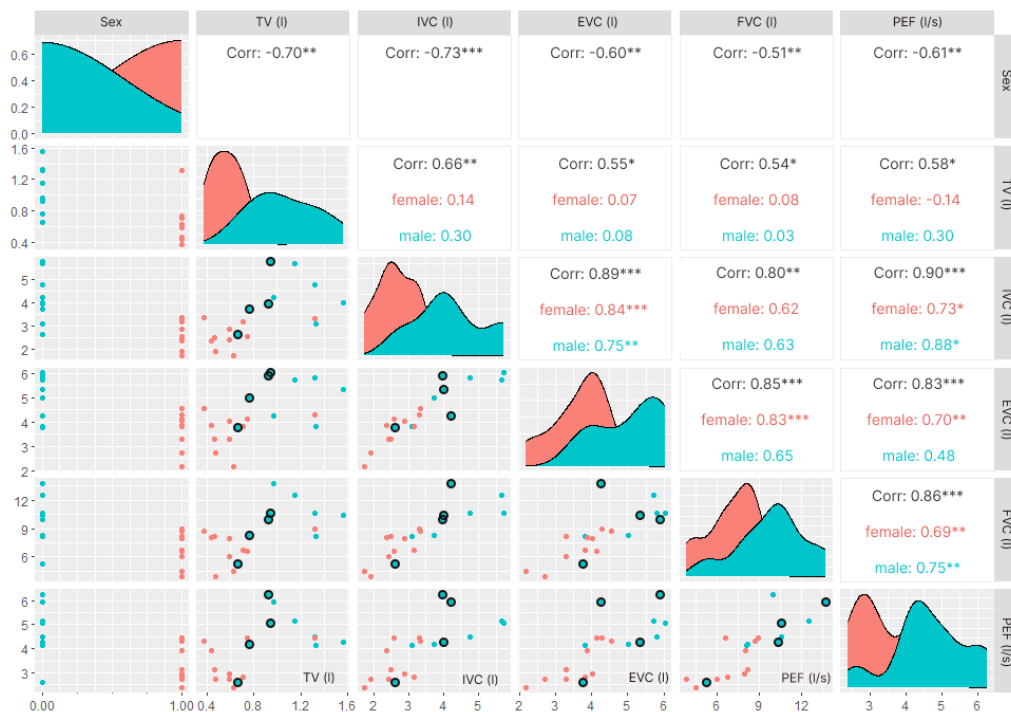 Sex TV (l) IVC (l) EVC (l) FVC (l) PEF (l/s)
0.6
0.4
0.2
0.0
Corr: -0.70** Corr: -0.73*** Corr: -0.60** Corr: -0.51** Corr: -0.61**
Sex
1.6
1.2
0.8
0.4
Corr: 0.66** Corr: 0.55* Corr: 0.54* Corr: 0.58*
female: 0.14 female: 0.07 female: 0.08 female: -0.14
male: 0.30 male: 0.08 male: 0.03 male: 0.30
TV (l)
5
4
3
2
Corr: 0.89*** Corr: 0.80** Corr: 0.90***
female: 0.84*** female: 0.62 female: 0.73*
male: 0.75** male: 0.63 male: 0.88*
IVC (l)
6
5
4
3
2
Corr: 0.85*** Corr: 0.83***
female: 0.83*** female: 0.70**
male: 0.65 male: 0.48
EVC (l)
12
9
6
Corr: 0.86***
female: 0.69**
male: 0.75**
FVC (l)
6
5
4
3
TV (l) IVC (l) EVC (l) PEF (l/s)
PEF (l/s)
0.00 1.00 0.4 0.8 1.2 1.6 2 3 4 5 2 3 4 5 6 6 9 12 3 4 5 6